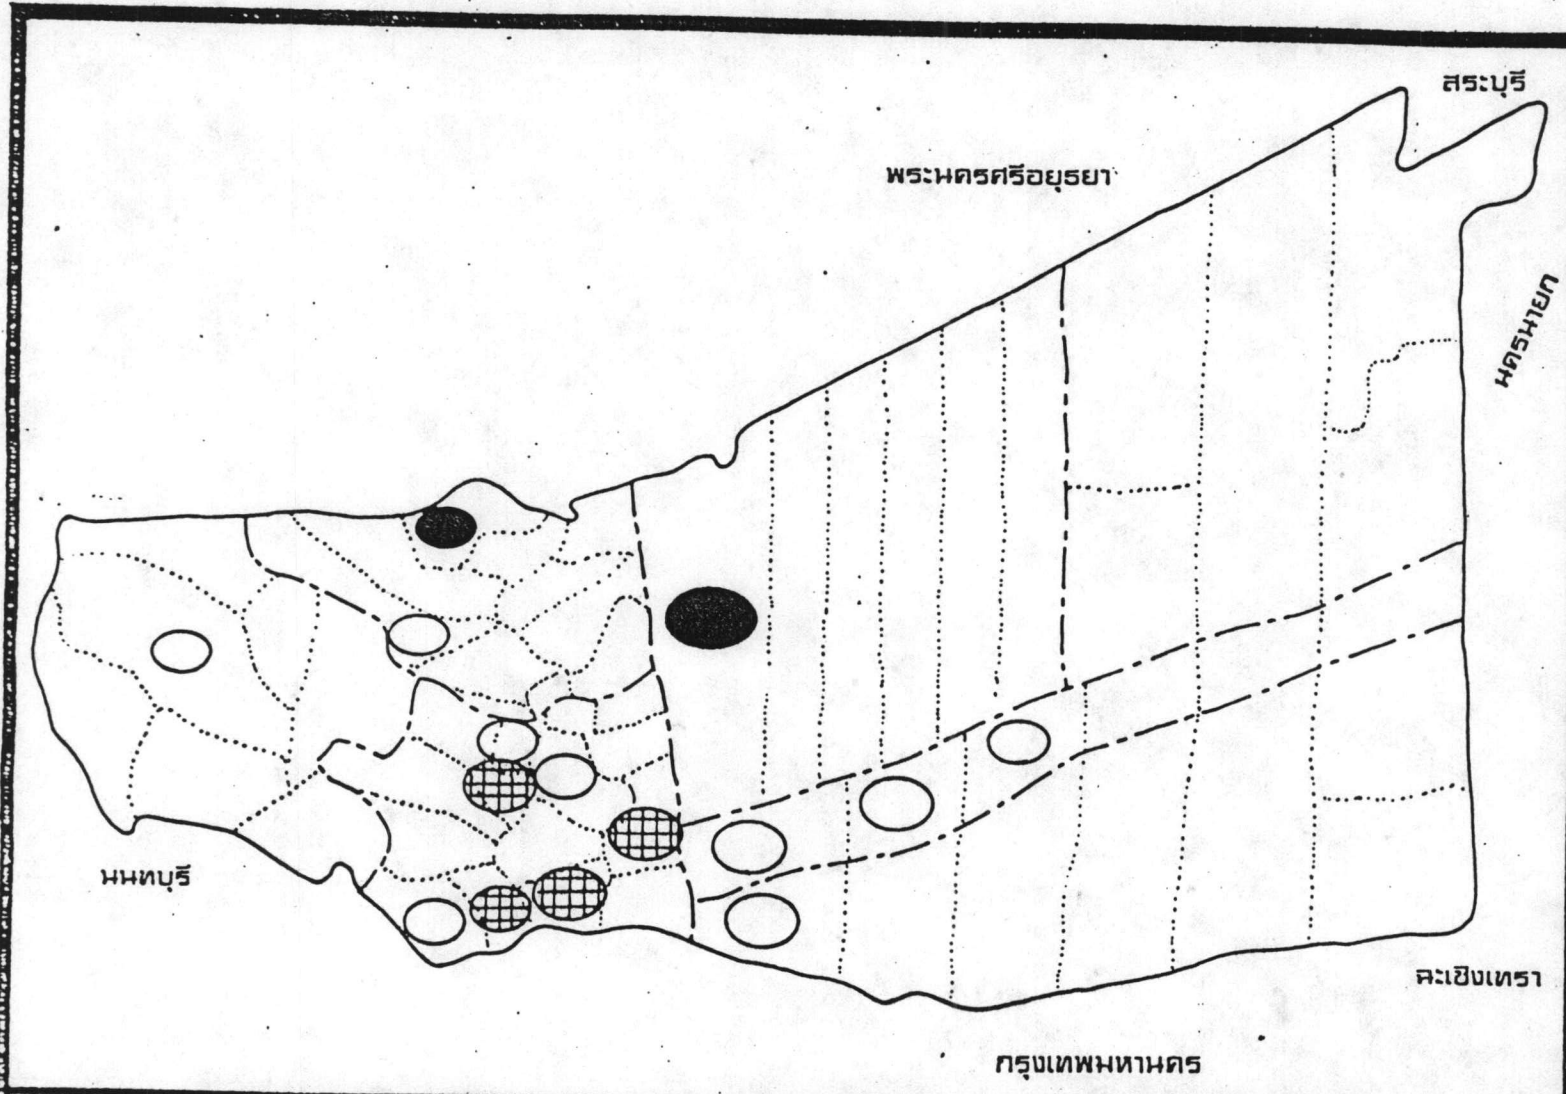 สระบุรี
พระนครศรีอยุธยา
นครนายก
นนทบุรี
ฉะเชิงเทรา
กรุงเทพมหานคร